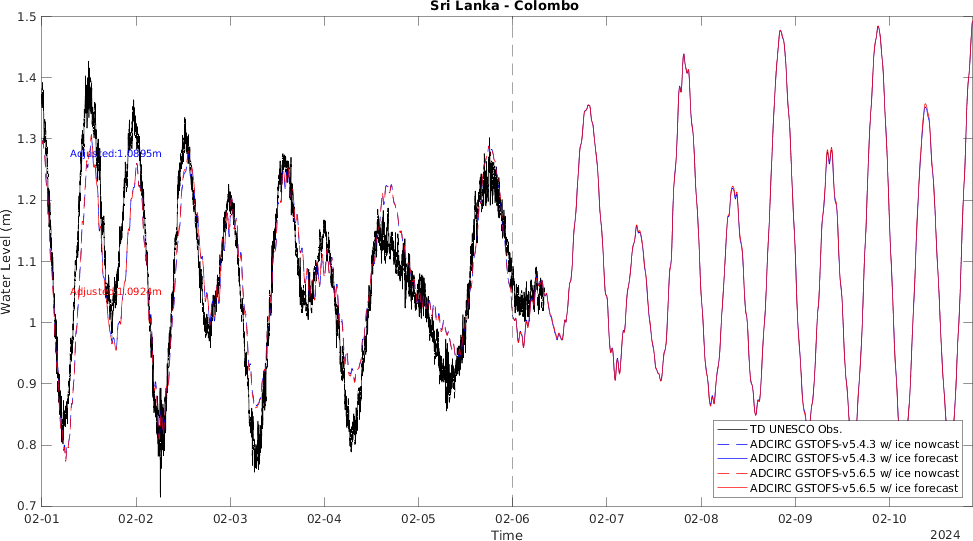 Sri Lanka - Colombo
1.5
1.4
1.3
Adjusted:1.0895m
1.2
1.1
Adjusted:1.0924m
1
0.9
0.8
0.7
Water Level (m)
TD UNESCO Obs.
ADCIRC GSTOFS-v5.4.3 w/ ice nowcast
ADCIRC GSTOFS-v5.4.3 w/ ice forecast
ADCIRC GSTOFS-v5.6.5 w/ ice nowcast
ADCIRC GSTOFS-v5.6.5 w/ ice forecast
02-01 02-02 02-03 02-04 02-05 02-06 02-07 02-08 02-09 02-10
Time
2024